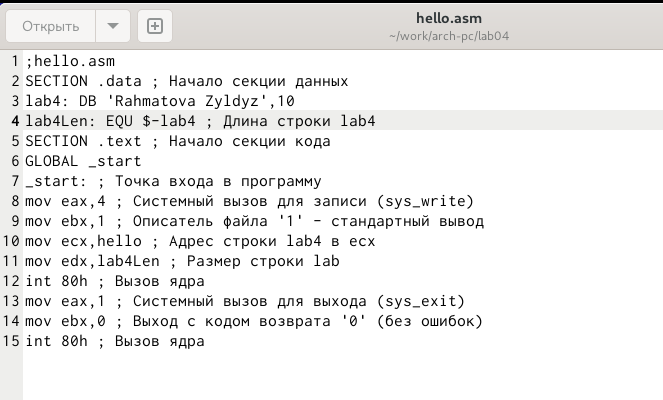 Открыть
hello.asm
~/work/arch-pc/lab04
1 ;hello.asm
2 SECTION .data ; Начало секции данных
3 lab4: DB 'Rahmatova Zyldyz',10
4 lab4Len: EQU $-lab4 ; Длина строки lab4
5 SECTION .text ; Начало секции кода
6 GLOBAL _start
7 _start: ; Точка входа в программу
8 mov eax,4 ; Системный вызов для записи (sys_write)
9 mov ebx,1 ; Описатель файла '1' - стандартный вывод
10 mov ecx,hello ; Адрес строки lab4 в ecx
11 mov edx,lab4Len ; Размер строки lab
12 int 80h ; Вызов ядра
13 mov eax,1 ; Системный вызов для выхода (sys_exit)
14 mov ebx,0 ; Выход с кодом возврата '0' (без ошибок)
15 int 80h ; Вызов ядра